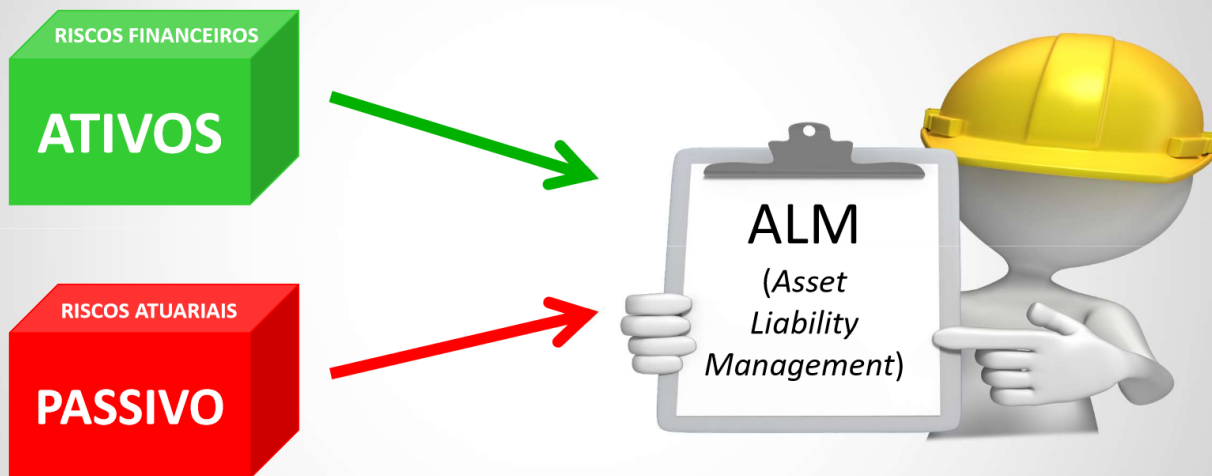 RISCOS FINANCEIROS
ATIVOS
RISCOS ATUARIAIS
PASSIVO
ALM
(Asset
Liability
Management)